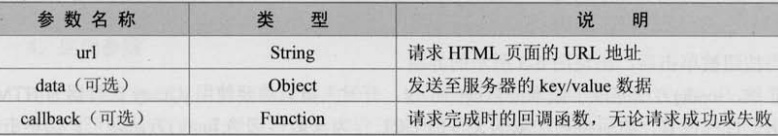 参数名称 类型 说明
url String 请求 HTML 页面的 URL 地址
data（可选） Object 发送至服务器的 key/value 数据
callback（可选） Function 请求完成时的回调函数，无论请求成功或失败